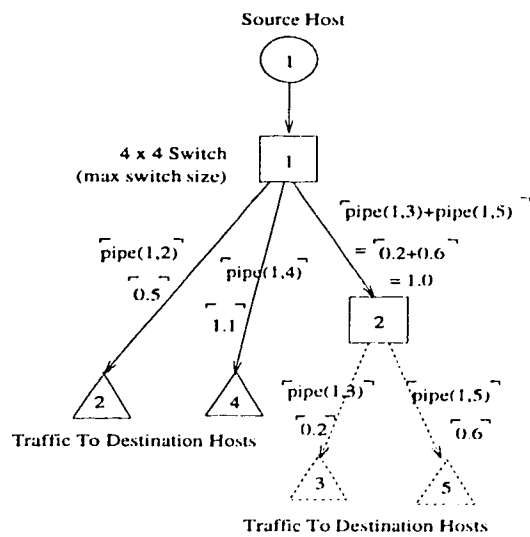 Source Host
1
4 x 4 Switch
(max switch size)
1
⌈pipe(1,3)+pipe(1,5)⌉
= ⌈0.2+0.6⌉
= 1.0
⌈pipe(1,2)⌉
⌈0.5⌉
⌈pipe(1,4)⌉
⌈1.1⌉
2
2
4
Traffic To Destination Hosts
⌈pipe(1,3)⌉
⌈0.2⌉
⌈pipe(1,5)⌉
⌈0.6⌉
3
5
Traffic To Destination Hosts